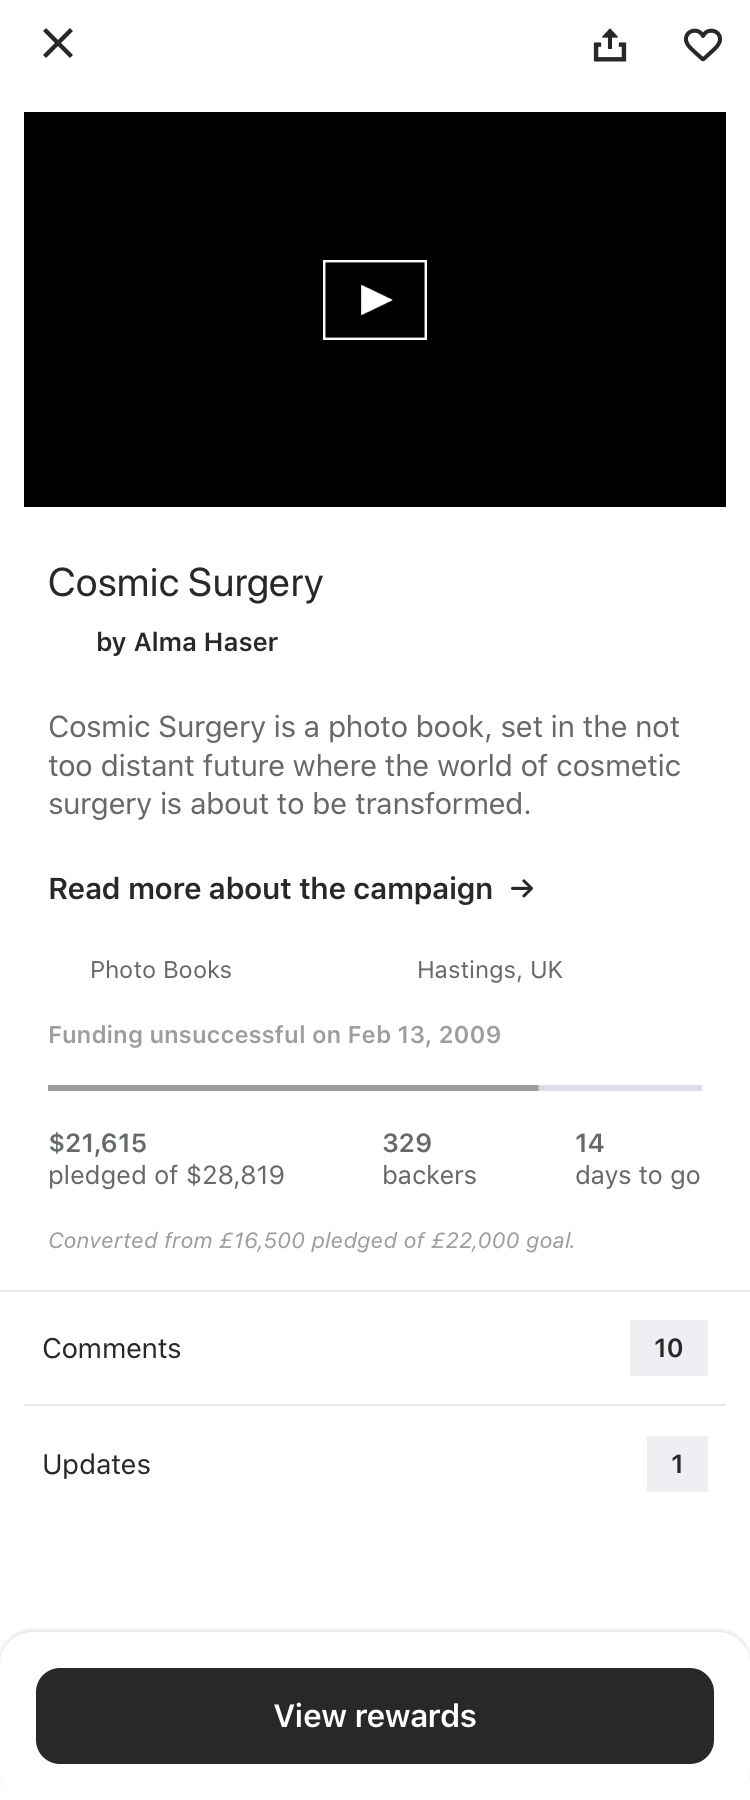 Cosmic Surgery
by Alma Haser
Cosmic Surgery is a photo book, set in the not
too distant future where the world of cosmetic
surgery is about to be transformed.
Read more about the campaign →
Photo Books
Hastings, UK
Funding unsuccessful on Feb 13, 2009
$21,615
pledged of $28,819
329
backers
14
days to go
Converted from £16,500 pledged of £22,000 goal.
Comments
10
Updates
1
View rewards